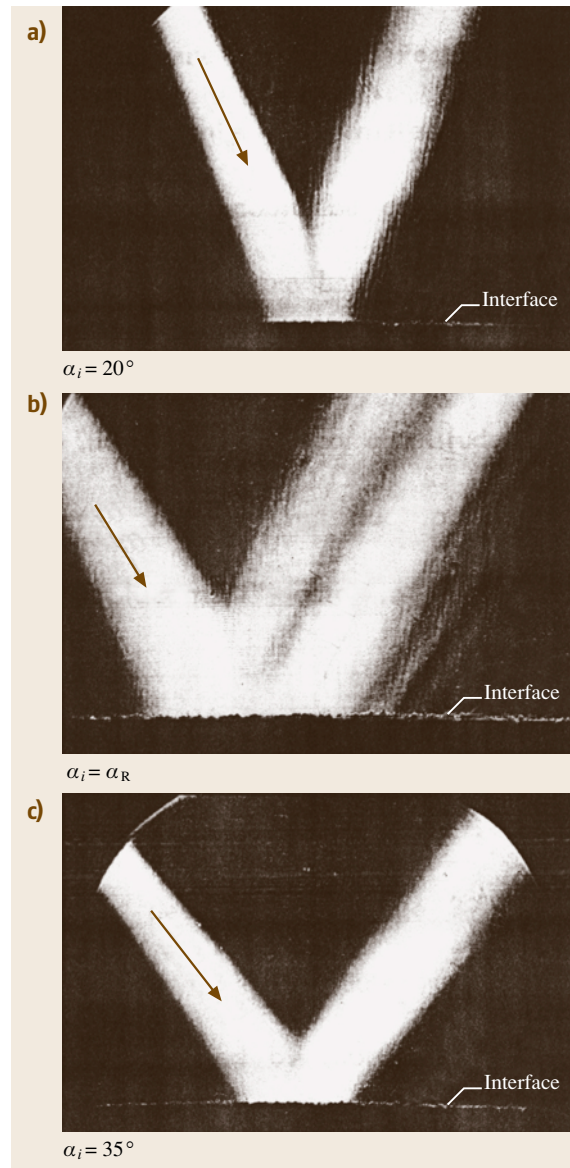 a)
Interface
αi = 20°
b)
Interface
αi = αR
c)
Interface
αi = 35°